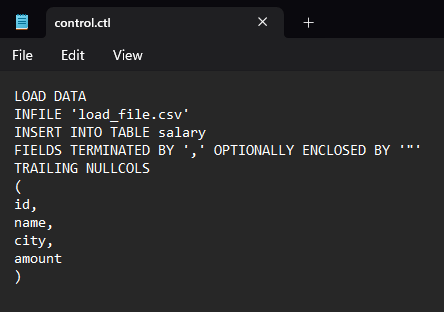 control.ctl
File Edit View
LOAD DATA
INFILE 'load_file.csv'
INSERT INTO TABLE salary
FIELDS TERMINATED BY ',' OPTIONALLY ENCLOSED BY '"'
TRAILING NULLCOLS
(
id,
name,
city,
amount
)